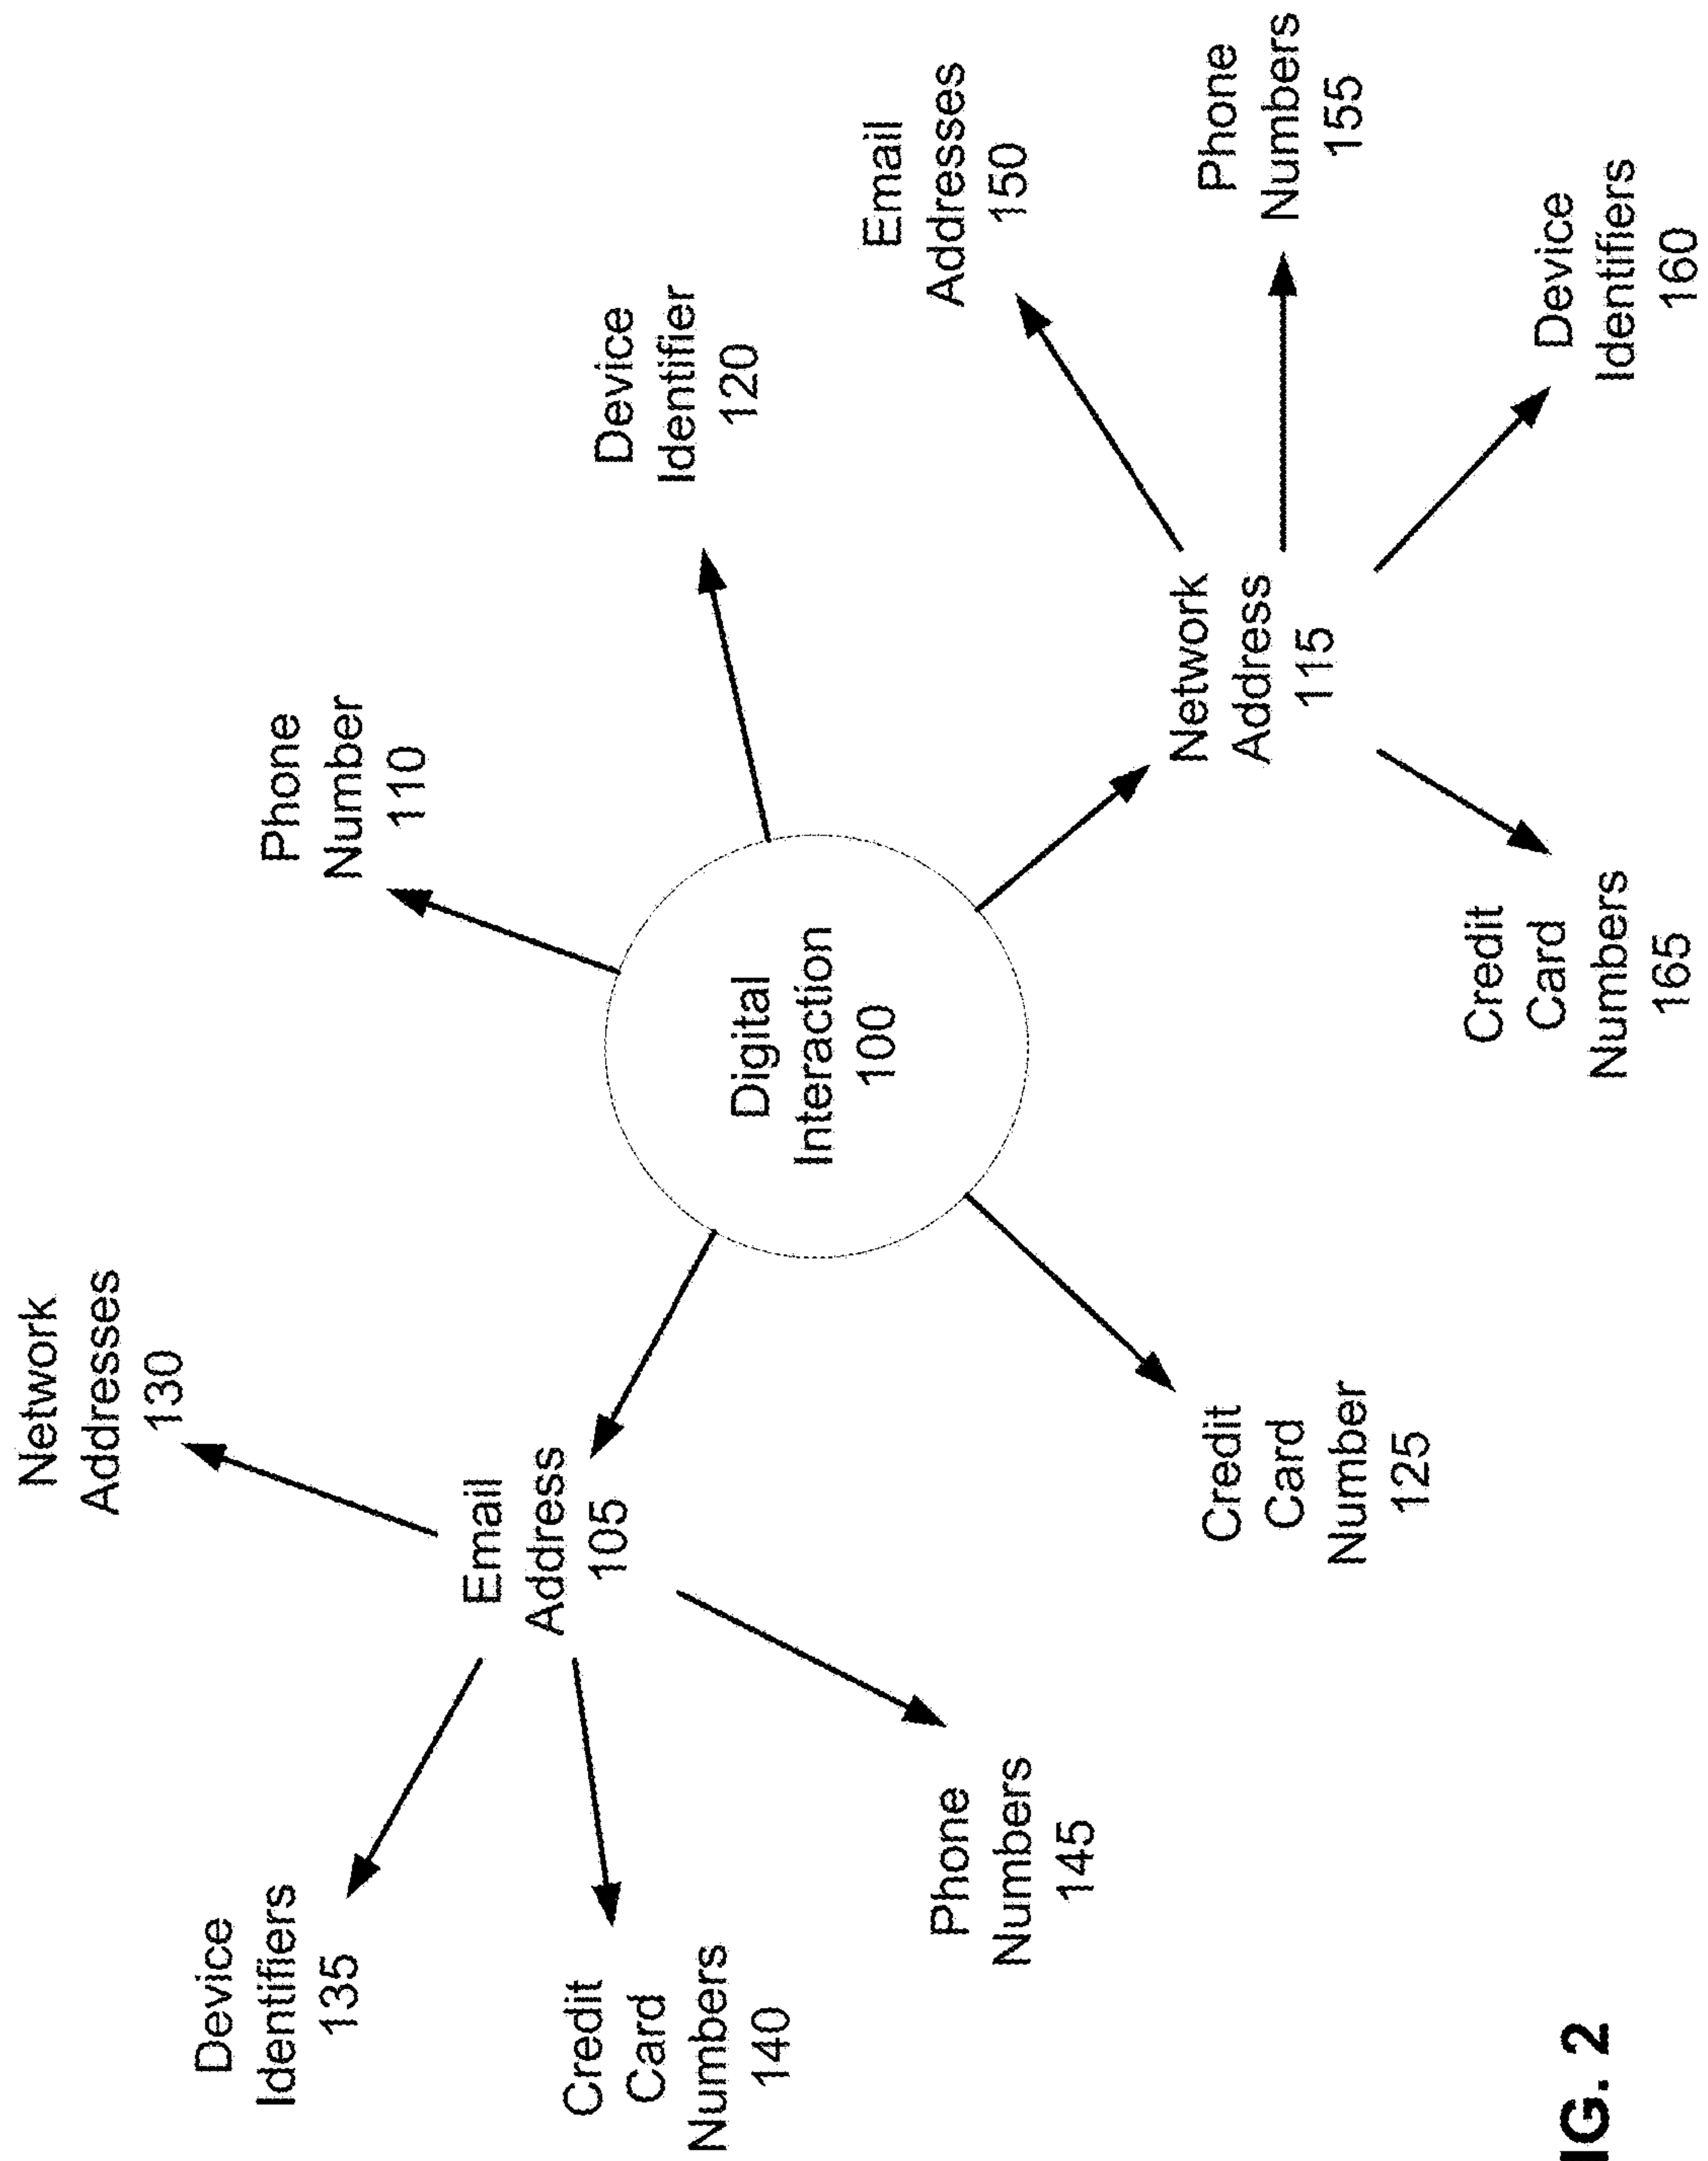 Network
Addresses
130
Device
Identifiers
135
Email
Address
105
Credit
Card
Numbers
140
Phone
Numbers
145
Phone
Number
110
Device
Identifier
120
Digital
Interaction
100
Credit
Card
Number
125
Email
Addresses
150
Network
Address
115
Phone
Numbers
155
Device
Identifiers
160
Credit
Card
Numbers
165
IG. 2